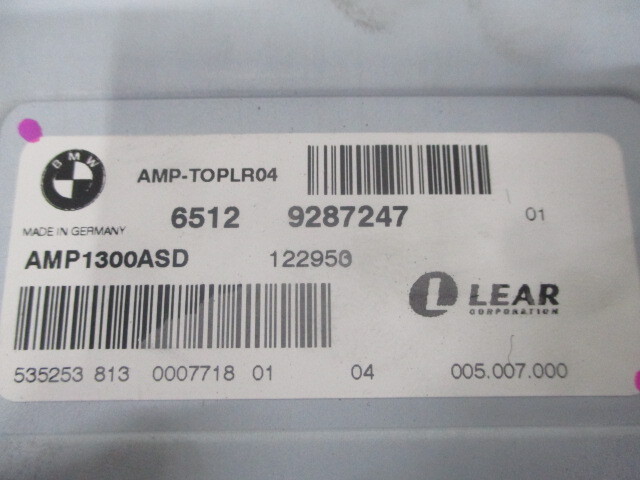 BMW
AMP-TOPLR04
6512 9287247 01
MADE IN GERMANY
AMP1300ASD 122950
LEAR
CORPORATION
535253 813 0007718 01 04 005.007.000